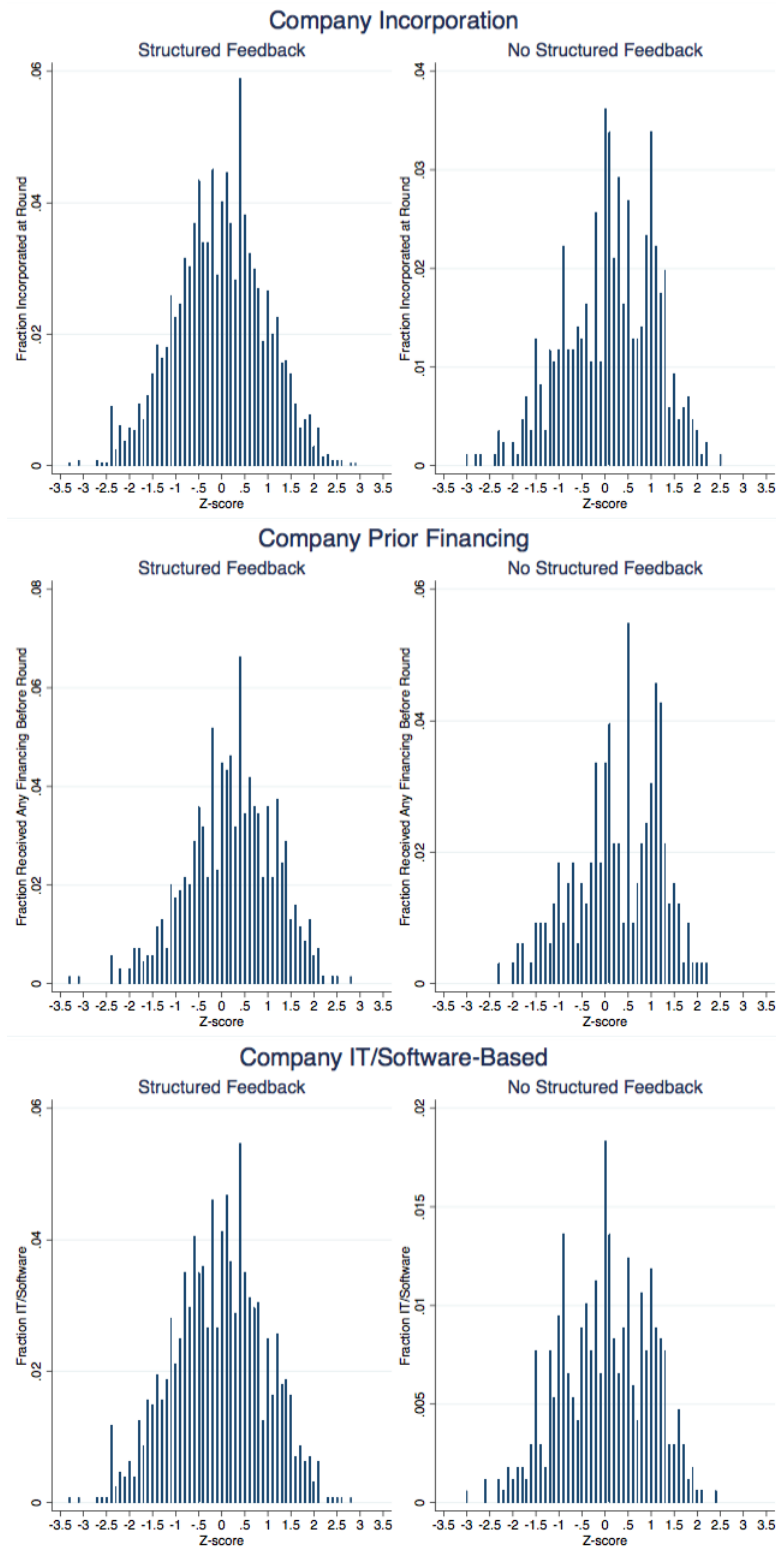 Company Incorporation
Structured Feedback
No Structured Feedback
Fraction Incorporated at Round
0 .02 .04 .06
-3.5 -3 -2.5 -2 -1.5 -1 -.5 0 .5 1 1.5 2 2.5 3 3.5
Z-score
Fraction Incorporated at Round
0 .01 .02 .03 .04
-3.5 -3 -2.5 -2 -1.5 -1 -.5 0 .5 1 1.5 2 2.5 3 3.5
Z-score
Company Prior Financing
Structured Feedback
No Structured Feedback
Fraction Received Any Financing Before Round
0 .02 .04 .06 .08
-3.5 -3 -2.5 -2 -1.5 -1 -.5 0 .5 1 1.5 2 2.5 3 3.5
Z-score
Fraction Received Any Financing Before Round
0 .02 .04 .06
-3.5 -3 -2.5 -2 -1.5 -1 -.5 0 .5 1 1.5 2 2.5 3 3.5
Z-score
Company IT/Software-Based
Structured Feedback
No Structured Feedback
Fraction IT/Software
0 .02 .04 .06
-3.5 -3 -2.5 -2 -1.5 -1 -.5 0 .5 1 1.5 2 2.5 3 3.5
Z-score
Fraction IT/Software
0 .005 .01 .015 .02
-3.5 -3 -2.5 -2 -1.5 -1 -.5 0 .5 1 1.5 2 2.5 3 3.5
Z-score